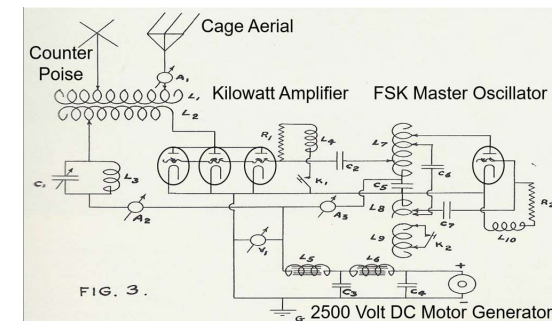 Cage Aerial
Counter
Poise
A1
L1
Kilowatt Amplifier
FSK Master Oscillator
L2
R1
L4
L7
C2
C6
C1
L3
K1
C5
A2
A3
L8
C7
R2
L10
V1
L9
K2
L5
L6
+
FIG. 3.
C3
C4
-
G
2500 Volt DC Motor Generator